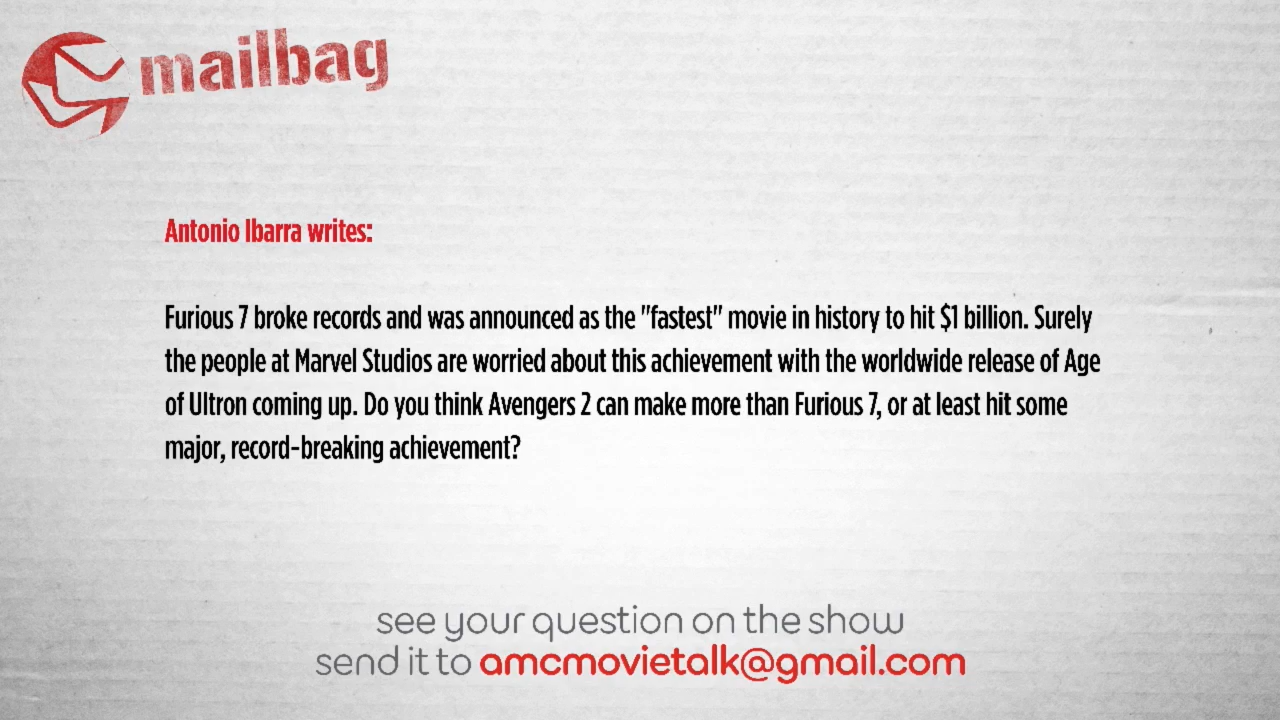 mailbag
Antonio Ibarra writes:
Furious 7 broke records and was announced as the "fastest" movie in history to hit $1 billion. Surely
the people at Marvel Studios are worried about this achievement with the worldwide release of Age
of Ultron coming up. Do you think Avengers 2 can make more than Furious 7, or at least hit some
major, record-breaking achievement?
see your question on the show
send it to amcmovietalk@gmail.com